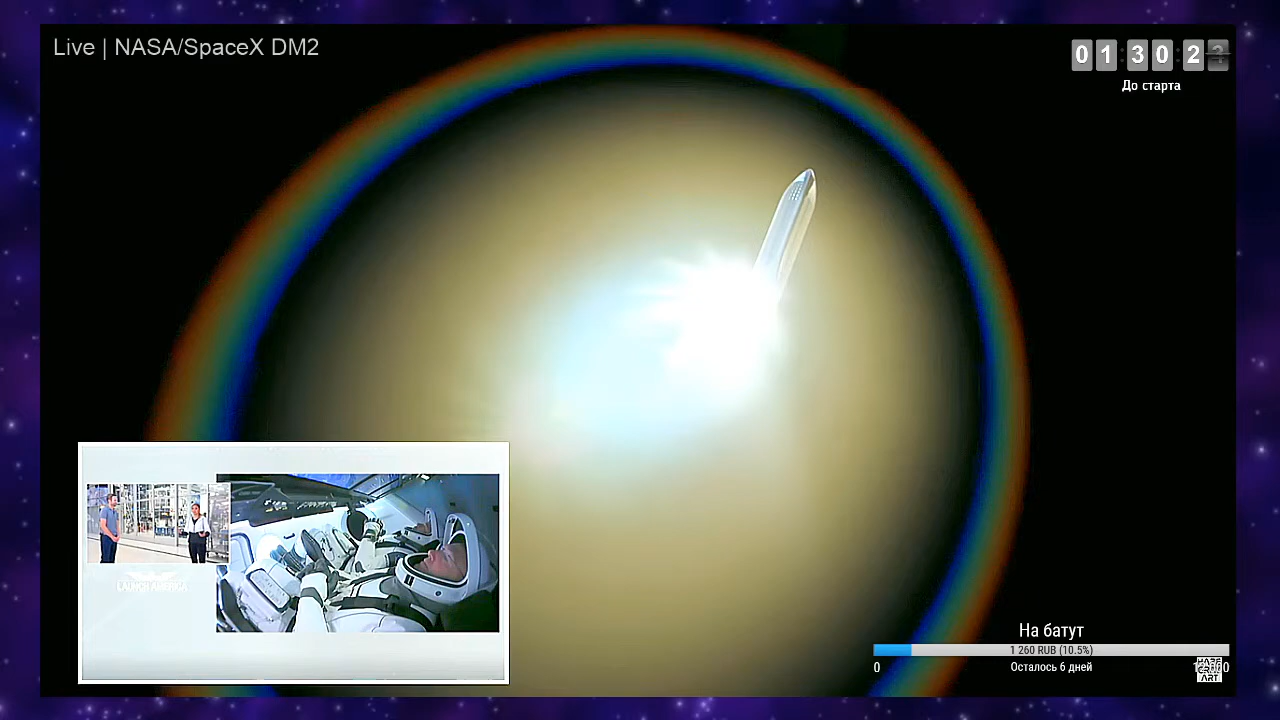 Live | NASA/SpaceX DM2
01:30:2
До старта
LAUNCH AMERICA
На батут
1 260 RUB (10.5%)
0
Осталось 6 дней
ART